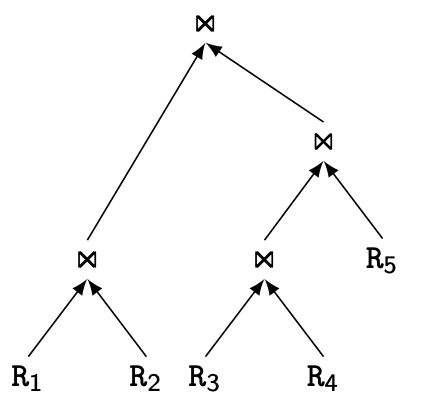 ⋈
⋈
⋈ ⋈ R₅
R₁ R₂ R₃ R₄